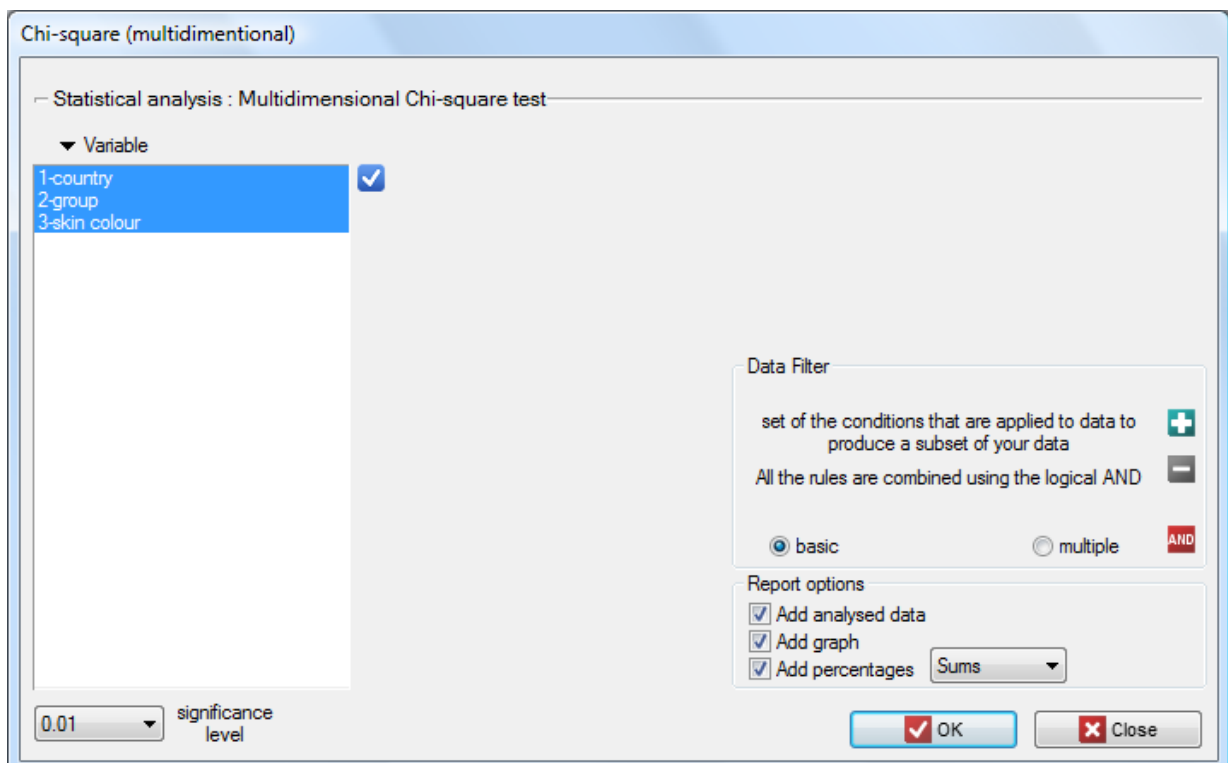 Chi-square (multidimentional)
Statistical analysis : Multidimensional Chi-square test
Variable
1-country
2-group
3-skin colour
Data Filter
set of the conditions that are applied to data to
produce a subset of your data
All the rules are combined using the logical AND
basic multiple AND
Report options
Add analysed data
Add graph
Add percentages Sums
0.01 significance
level
OK Close